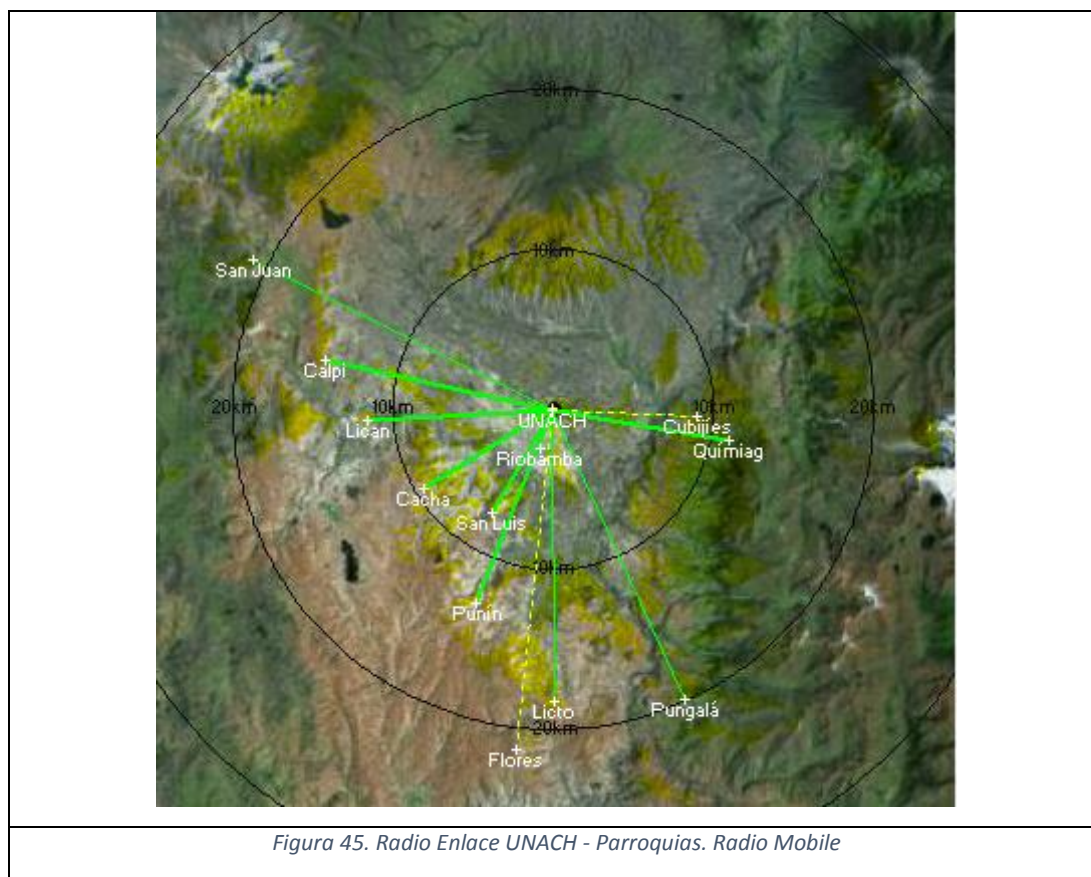 20km
10km
San Juan
Calpi
20km
10km
UNACH
10km
20km
Lican
Cubijies
Quimiag
Riobamba
Cacha
San Luis
10km
Punín
Licto
Pungalá
20km
Flores
Figura 45. Radio Enlace UNACH - Parroquias. Radio Mobile